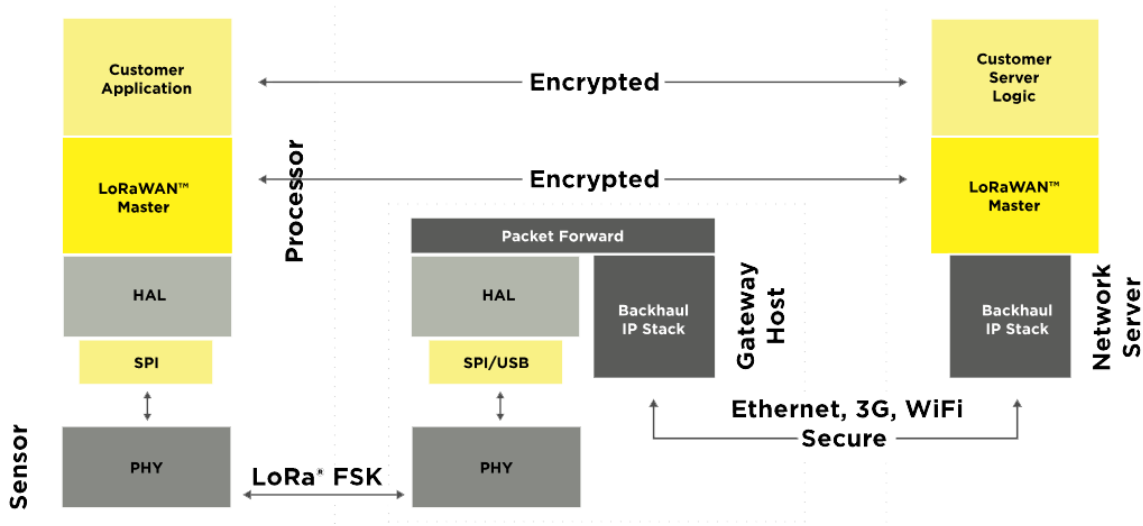 Customer
Application
Encrypted
Customer
Server
Logic
LoRaWAN™
Master
Processor
Encrypted
LoRaWAN™
Master
Packet Forward
HAL
HAL
Backhaul
IP Stack
Gateway
Host
Backhaul
IP Stack
Network
Server
SPI
SPI/USB
Ethernet, 3G, WiFi
Secure
Sensor
PHY
LoRa® FSK
PHY